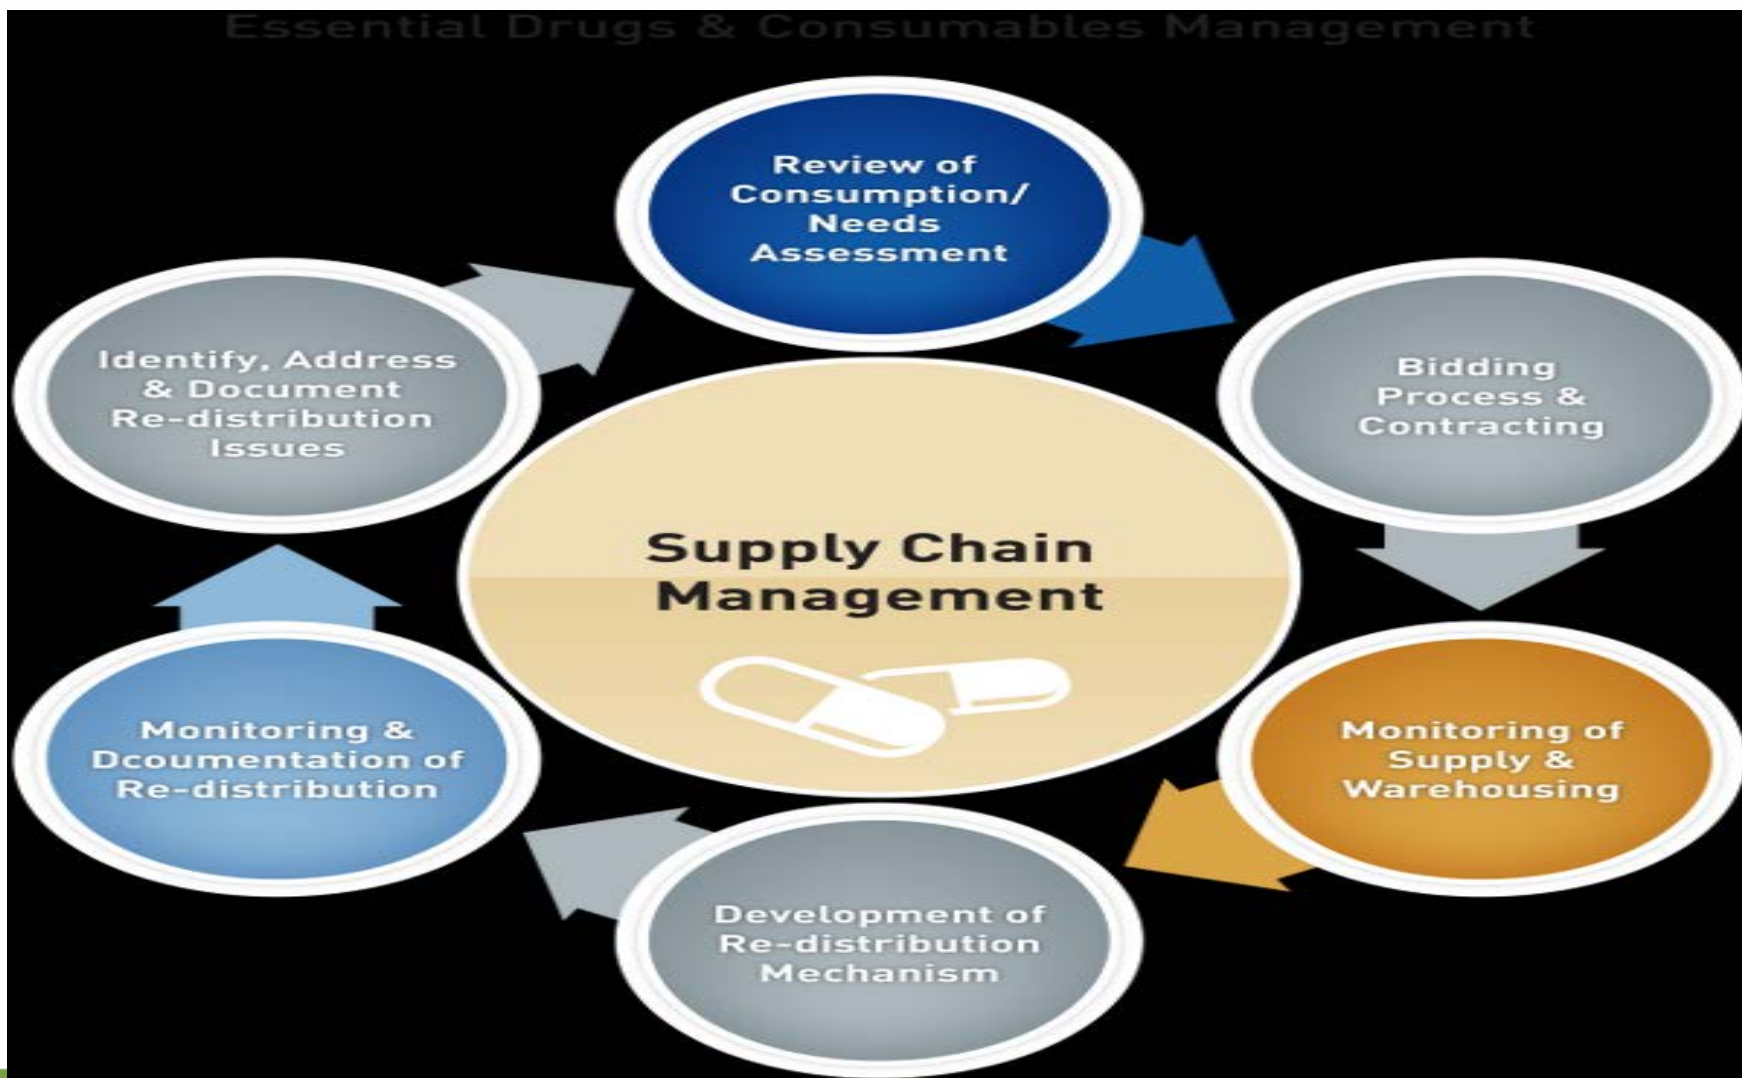 Essential Drugs & Consumables Management
Review of
Consumption/
Needs
Assessment
Bidding
Process &
Contracting
Monitoring of
Supply &
Warehousing
Development of
Re-distribution
Mechanism
Monitoring &
Dcoumentation of
Re-distribution
Identify, Address
& Document
Re-distribution
Issues
Supply Chain
Management